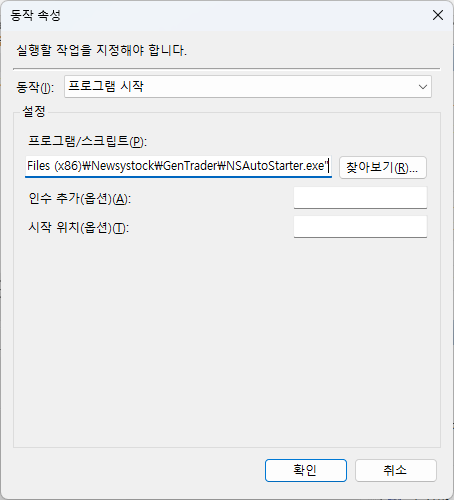 동작 속성
실행할 작업을 지정해야 합니다.
동작(I): 프로그램 시작
설정
프로그램/스크립트(P):
Files (x86)\Newsystock\GenTrader\NSAutoStarter.exe" 찾아보기(R)...
인수 추가(옵션)(A):
시작 위치(옵션)(T):
확인 취소